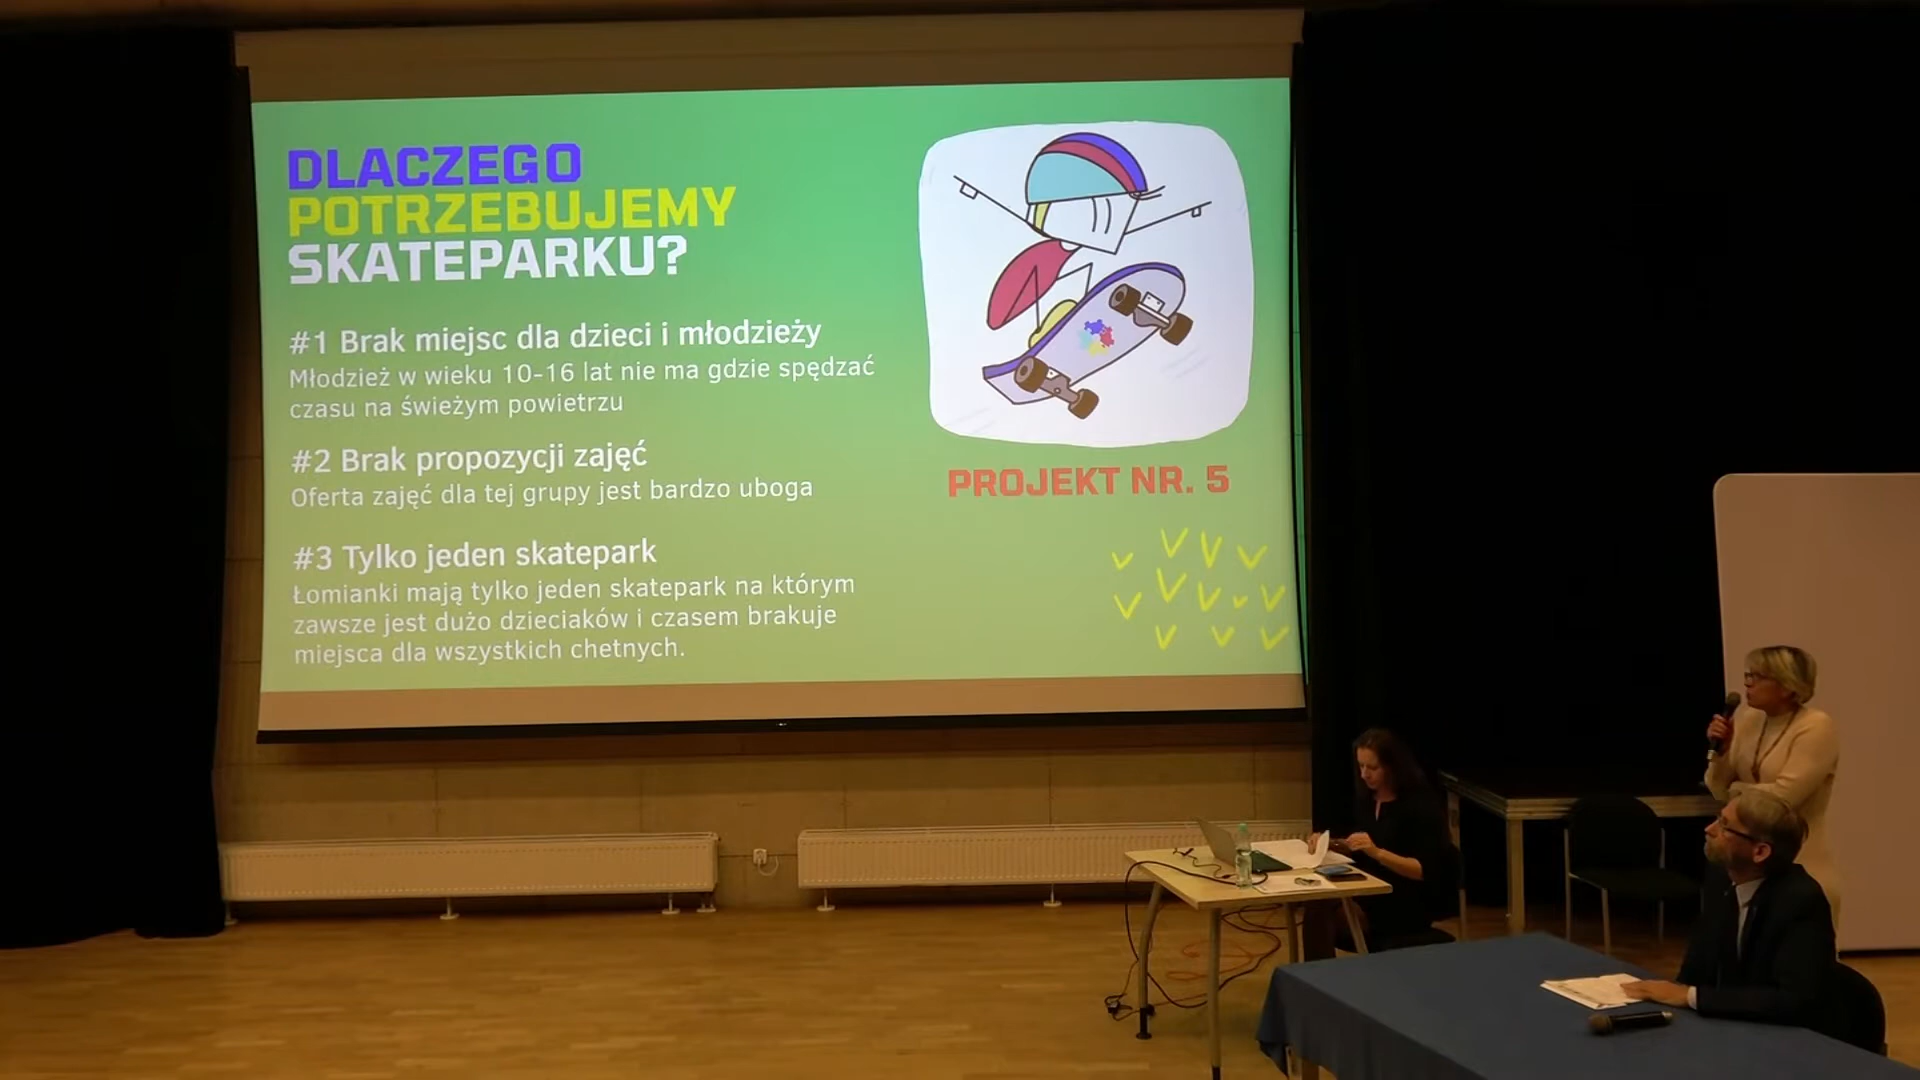 DLACZEGO
POTRZEBUJEMY
SKATEPARKU?
#1 Brak miejsc dla dzieci i młodzieży
Młodzież w wieku 10-16 lat nie ma gdzie spędzać
czasu na świeżym powietrzu
#2 Brak propozycji zajęć
Oferta zajęć dla tej grupy jest bardzo uboga
#3 Tylko jeden skatepark
Łomianki mają tylko jeden skatepark na którym
zawsze jest dużo dzieciaków i czasem brakuje
miejsca dla wszystkich chetnych.
PROJEKT NR. 5